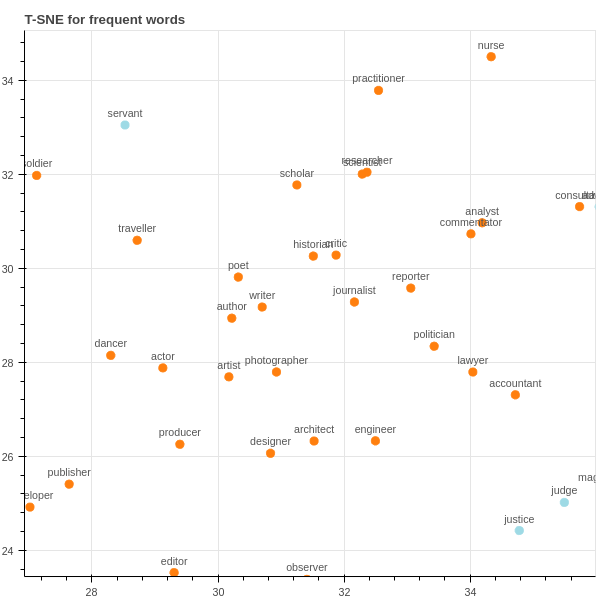 T-SNE for frequent words
nurse
34
practitioner
servant
researcher
scientist
oldier
32
scholar
consulta
analyst
commentator
traveller
historian
critic
30
poet
reporter
journalist
writer
author
politician
dancer
actor
28
artist
photographer
lawyer
accountant
producer
architect
engineer
designer
26
publisher
mag
judge
eloper
justice
24
editor
observer
28
30
32
34